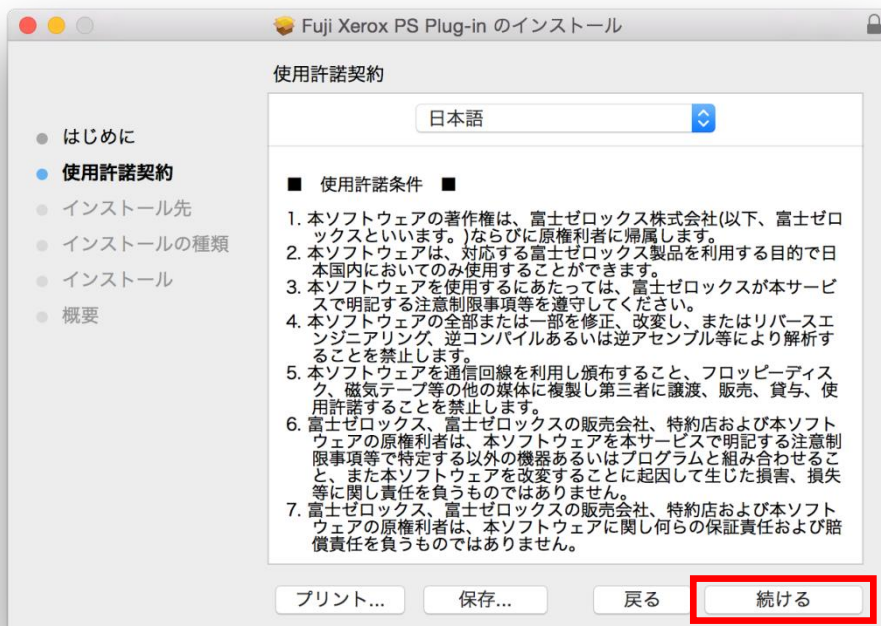 Fuji Xerox PS Plug-in のインストール
使用許諾契約
はじめに
使用許諾契約
インストール先
インストールの種類
インストール
概要
日本語
■ 使用許諾条件 ■
1. 本ソフトウェアの著作権は、富士ゼロックス株式会社(以下、富士ゼロ
ックスといいます。)ならびに原権利者に帰属します。
2. 本ソフトウェアは、対応する富士ゼロックス製品を利用する目的で日
本国内においてのみ使用することができます。
3. 本ソフトウェアを使用するにあたっては、富士ゼロックスが本サービ
スで明記する注意制限事項等を遵守してください。
4. 本ソフトウェアの全部または一部を修正、改変し、またはリバースエ
ンジニアリング、逆コンパイルあるいは逆アセンブル等により解析す
ることを禁止します。
5. 本ソフトウェアを通信回線を利用し頒布すること、フロッピーディス
ク、磁気テープ等の他の媒体に複製し第三者に譲渡、販売、貸与、使
用許諾することを禁止します。
6. 富士ゼロックス、富士ゼロックスの販売会社、特約店および本ソフト
ウェアの原権利者は、本ソフトウェアを本サービスで明記する注意制
限事項等で特定する以外の機器あるいはプログラムと組み合わせるこ
と、また本ソフトウェアを改変することに起因して生じた損害、損失
等に関し責任を負うものではありません。
7. 富士ゼロックス、富士ゼロックスの販売会社、特約店および本ソフト
ウェアの原権利者は、本ソフトウェアに関し何らの保証責任および賠
償責任を負うものではありません。
プリント...
保存...
戻る
続ける